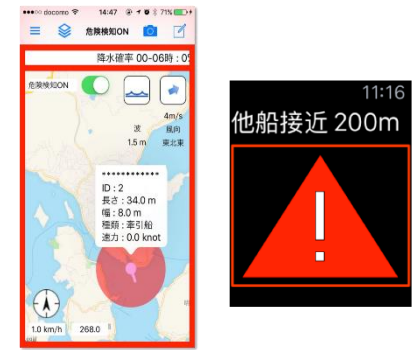 docomo 14:47 71%
危険検知ON
降水確率 00-06時 : 0%
危険検知ON
4m/s
波 風向
1.5 m 東北東
************
ID : 2
長さ : 34.0 m
幅 : 8.0 m
種類 : 牽引船
速力 : 0.0 knot
1.0 km/h 268.0
11:16
他船接近 200m
!